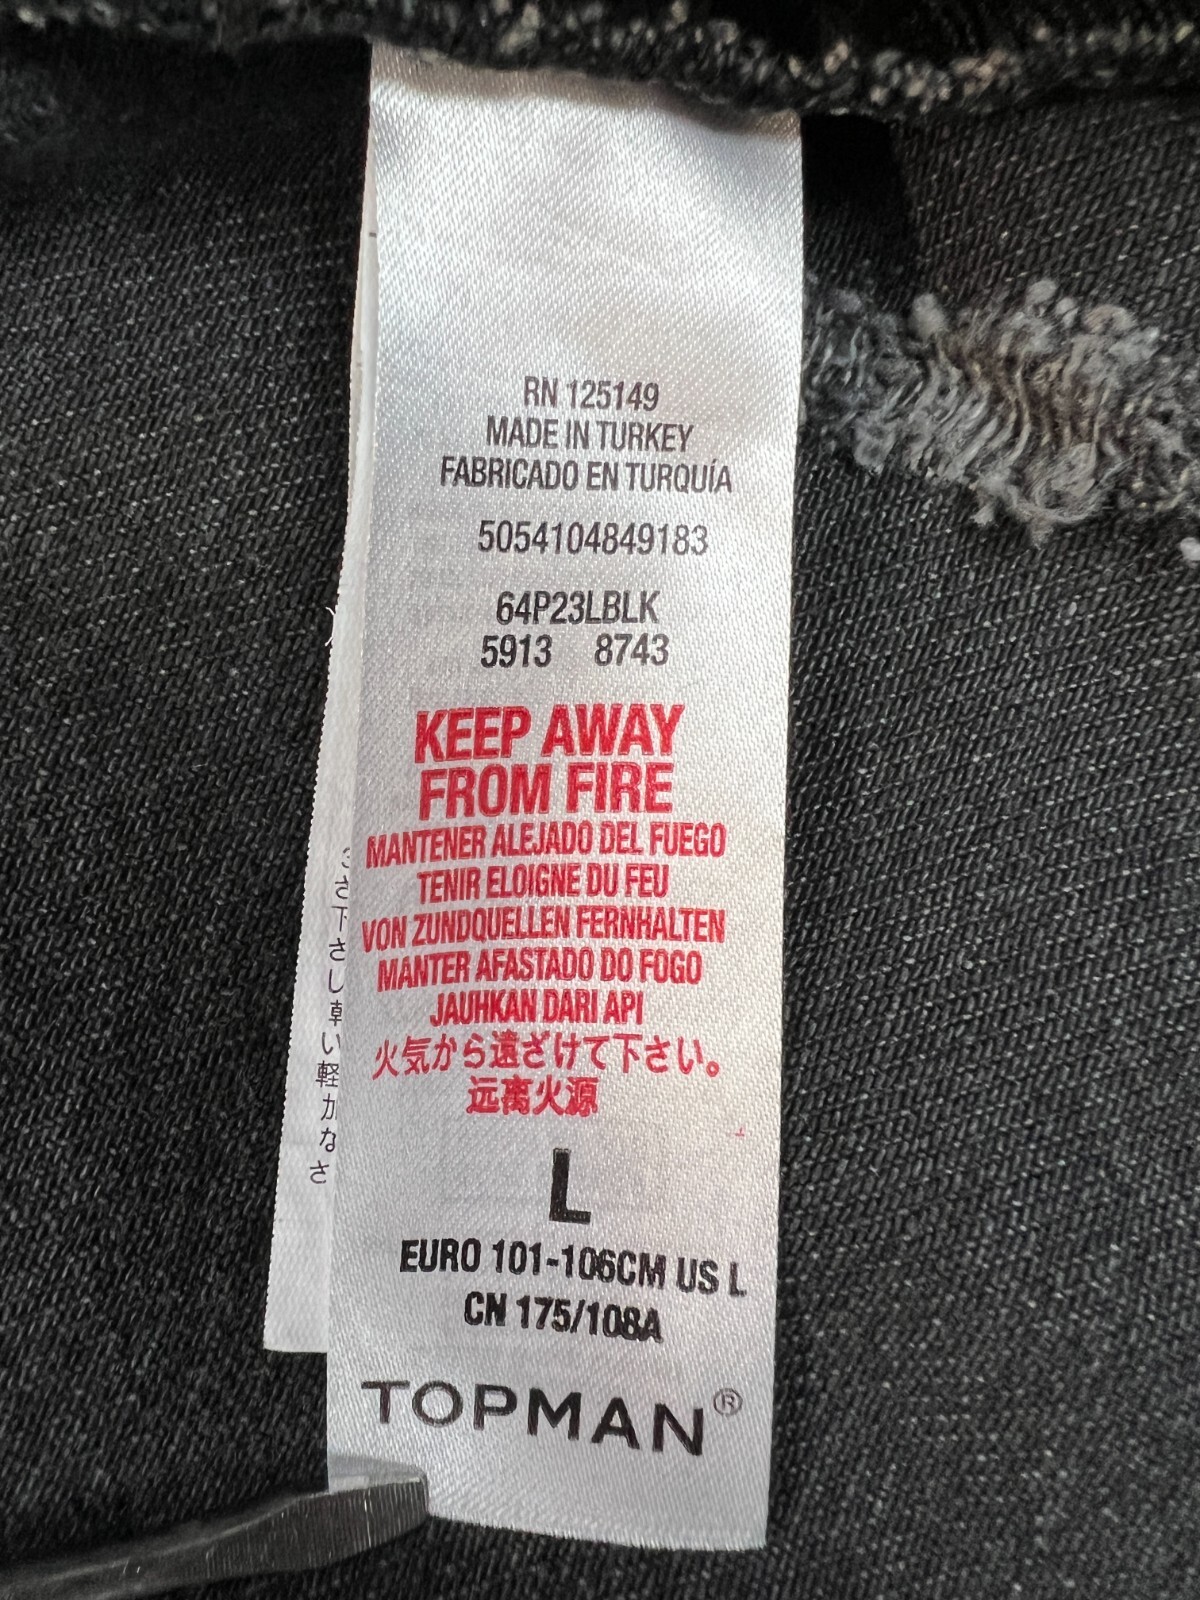 RN 125149
MADE IN TURKEY
FABRICADO EN TURQUÍA
5054104849183
64P23LBLK
5913 8743
KEEP AWAY
FROM FIRE
MANTENER ALEJADO DEL FUEGO
TENIR ELOIGNE DU FEU
VON ZUNDQUELLEN FERNHALTEN
MANTER AFASTADO DO FOGO
JAUHKAN DARI API
火気から遠ざけて下さい。
远离火源
L
EURO 101-106CM US L
CN 175/108A
TOPMAN®